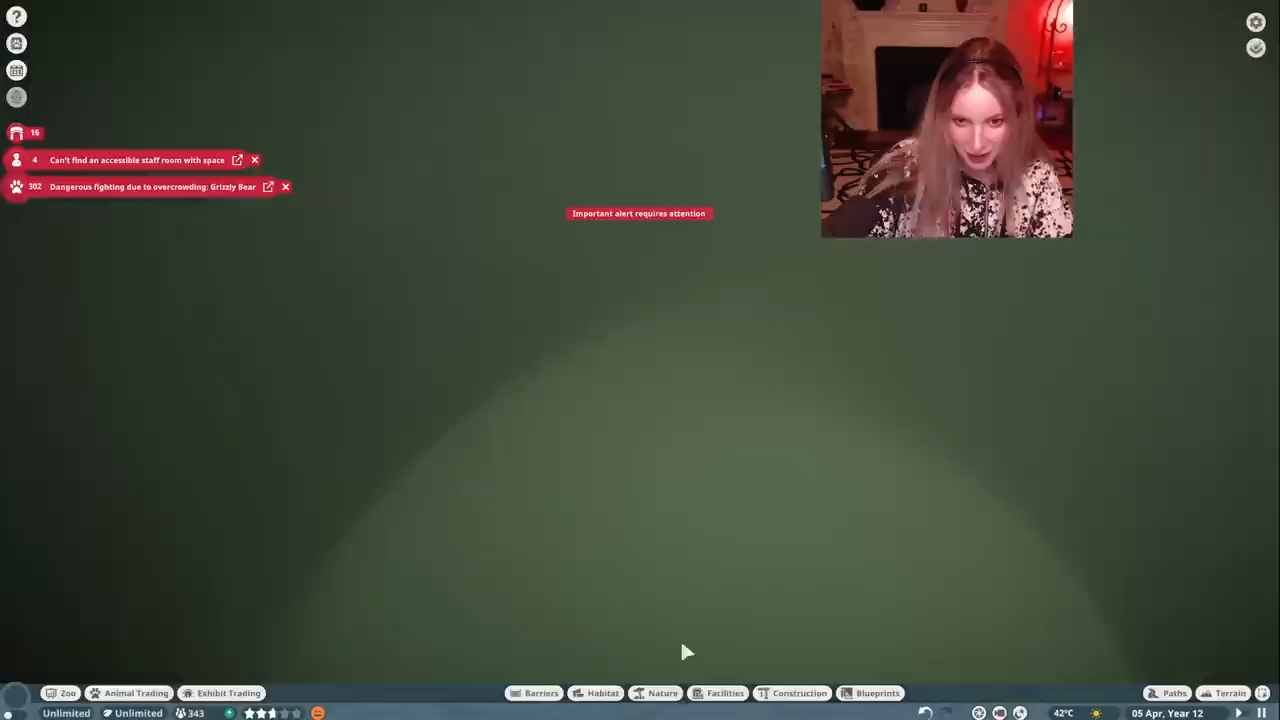 ?
16
4 Can't find an accessible staff room with space
302 Dangerous fighting due to overcrowding: Grizzly Bear
Important alert requires attention
Zoo Animal Trading Exhibit Trading Barriers Habitat Nature Facilities Construction Blueprints Paths Terrain
Unlimited Unlimited 343 42°C 05 Apr, Year 12